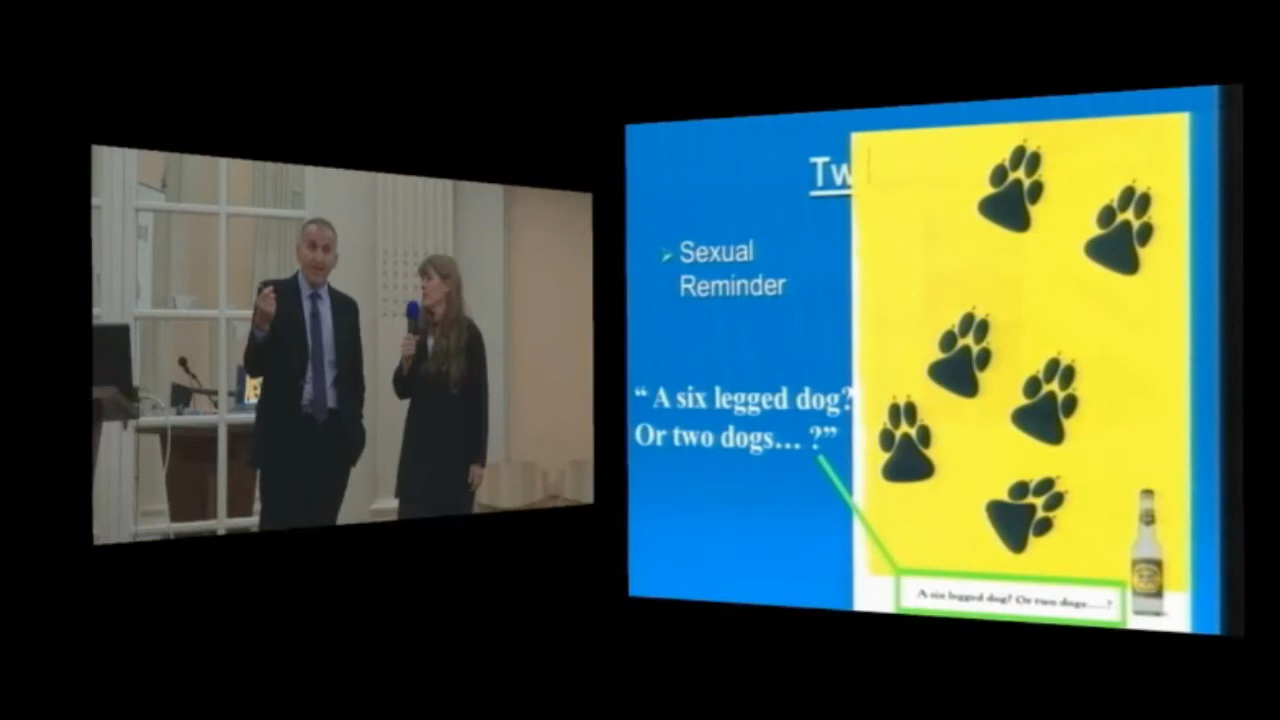 Tw
Sexual
Reminder
“ A six legged dog?
Or two dogs... ?”
A six legged dog? Or two dogs.....?